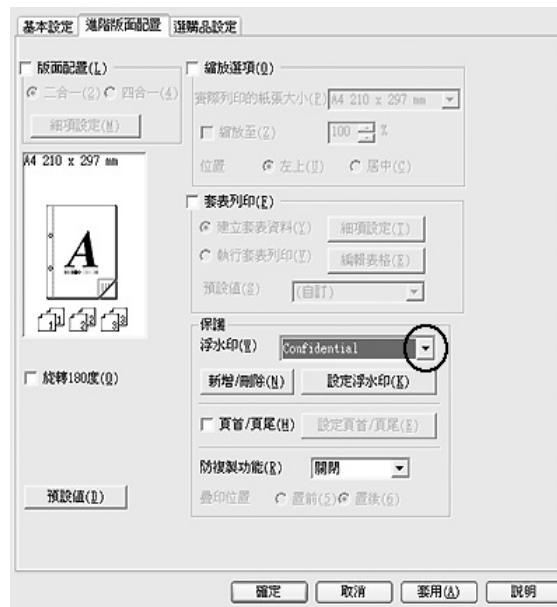 基本設定 進階版面配置 選購品設定
版面配置(L)
二合一(2) 四合一(4)
細項設定(M)
A4 210 x 297 mm
A
1 1 2 2 3 3
旋轉180度(O)
預設值(D)
縮放選項(O)
實際列印的紙張大小(P) A4 210 x 297 mm
縮放至(Z) 100 %
位置 左上(U) 居中(C)
套表列印(F)
建立套表資料(Y) 細項設定(T)
執行套表列印(V) 編輯表格(E)
預設值(S) (自訂)
保護
浮水印(W) Confidential
新增/刪除(N) 設定浮水印(K)
頁首/頁尾(H) 設定頁首/頁尾(E)
防複製功能(R) 關閉
疊印位置 置前(5) 置後(6)
確定 取消 套用(A) 說明